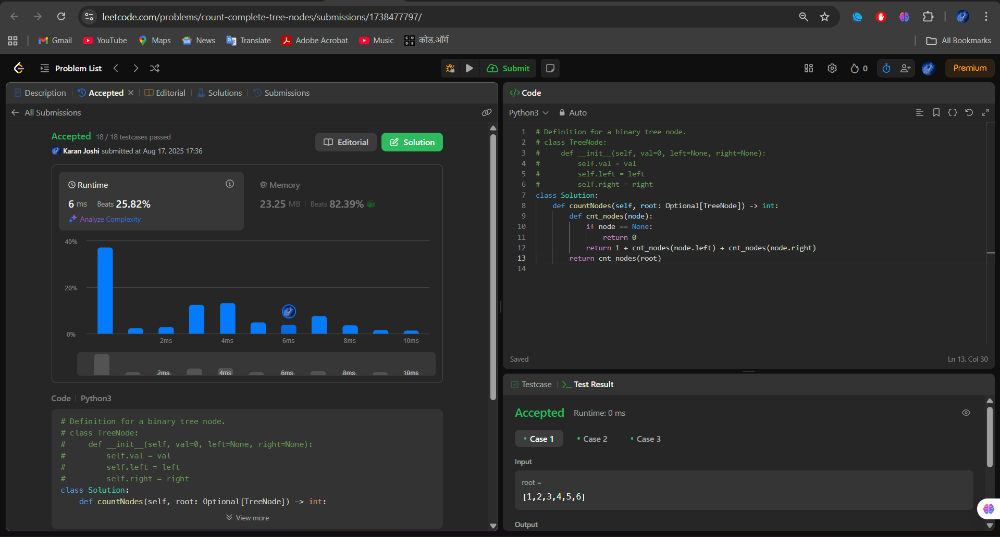 leetcode.com/problems/count-complete-tree-nodes/submissions/1738477797/
Gmail YouTube Maps News Translate Adobe Acrobat Music कोड.ऑर्ग All Bookmarks
Problem List Submit 0 Premium
Description Accepted Editorial Solutions Submissions
All Submissions
Accepted 18 / 18 testcases passed
Karan Joshi submitted at Aug 17, 2025 17:36
Editorial Solution
Runtime
6 ms Beats 25.82%
Analyze Complexity
Memory
23.25 MB Beats 82.39%
40%
20%
0%
2ms 4ms 6ms 8ms 10ms
2ms 4ms 6ms 8ms 10ms
Code Python3
# Definition for a binary tree node.
# class TreeNode:
#     def __init__(self, val=0, left=None, right=None):
#         self.val = val
#         self.left = left
#         self.right = right
class Solution:
    def countNodes(self, root: Optional[TreeNode]) -> int:
View more
</> Code
Python3 Auto
1 # Definition for a binary tree node.
2 # class TreeNode:
3 #     def __init__(self, val=0, left=None, right=None):
4 #         self.val = val
5 #         self.left = left
6 #         self.right = right
7 class Solution:
8     def countNodes(self, root: Optional[TreeNode]) -> int:
9         def cnt_nodes(node):
10             if node == None:
11                 return 0
12             return 1 + cnt_nodes(node.left) + cnt_nodes(node.right)
13         return cnt_nodes(root)
14
Saved Ln 13, Col 30
Testcase >_ Test Result
Accepted Runtime: 0 ms
Case 1 Case 2 Case 3
Input
root =
[1,2,3,4,5,6]
Output